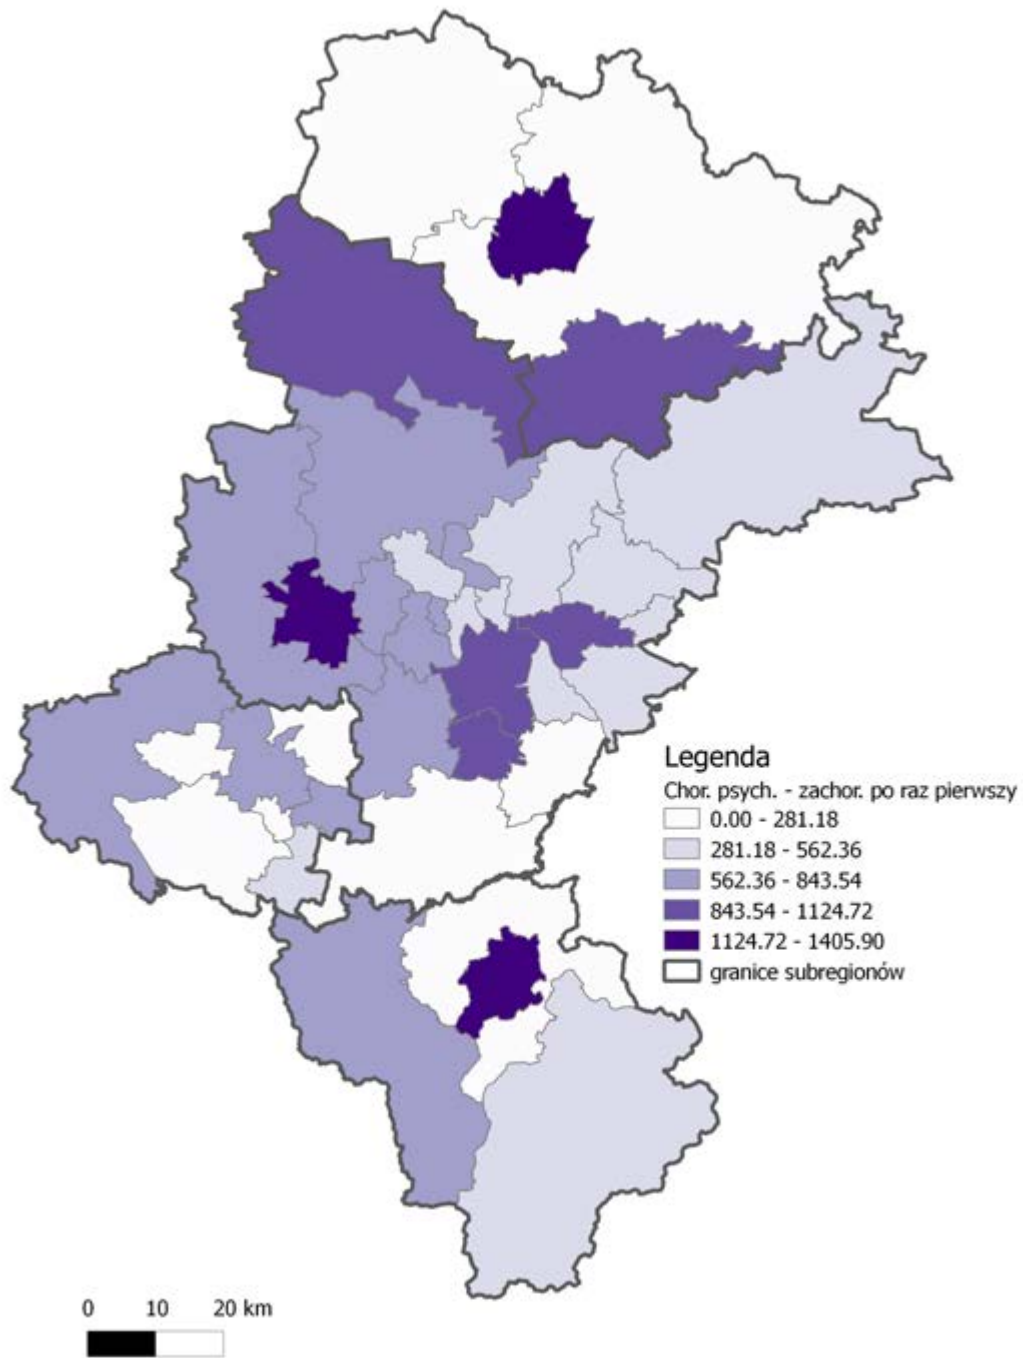 Legenda
Chor. psych. - zachor. po raz pierwszy
0.00 - 281.18
281.18 - 562.36
562.36 - 843.54
843.54 - 1124.72
1124.72 - 1405.90
granice subregionów
0 10 20 km